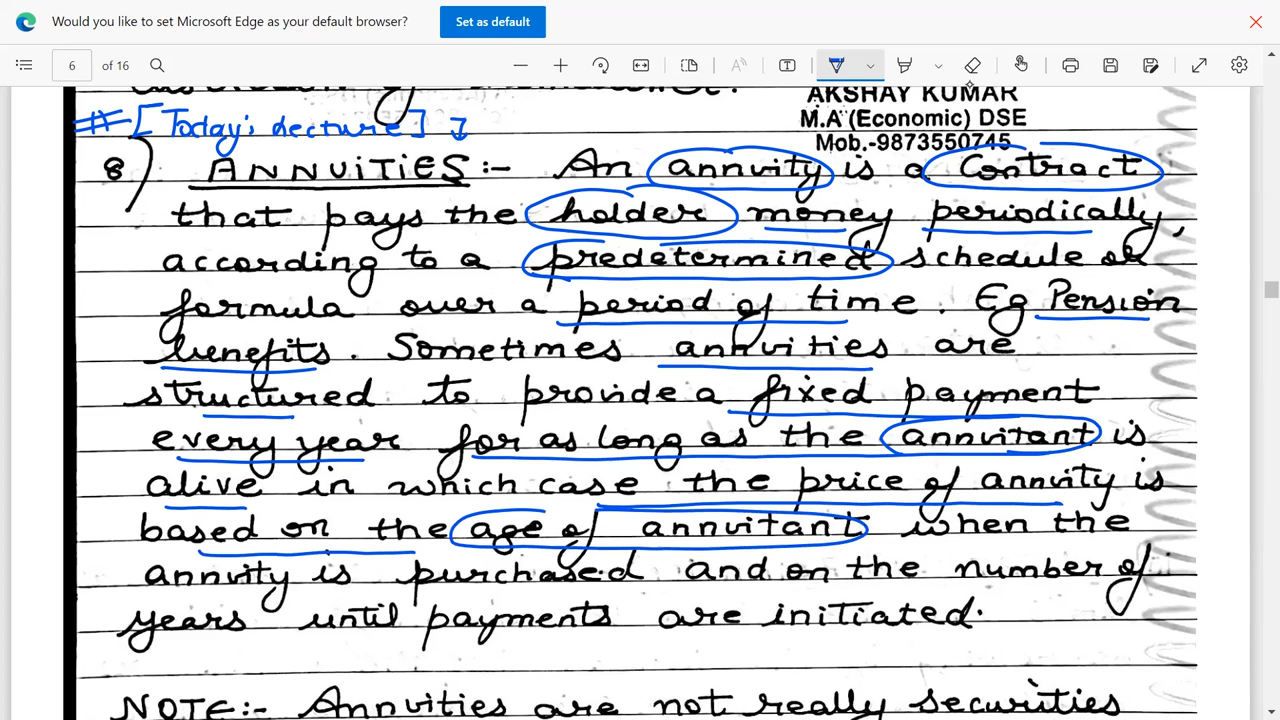 Would you like to set Microsoft Edge as your default browser?
Set as default
6 of 16
AKSHAY KUMAR
# [Today's Lecture]
M.A (Economic) DSE
Mob.-9873550745
8) ANNUITIES :- An annuity is a contract
that pays the holder money periodically,
according to a predetermined schedule or
formula over a period of time. Eg Pension
benefits. Sometimes annuities are
structured to provide a fixed payment
every year for as long as the annuitant is
alive in which case the price of annuity is
based on the age of annuitant when the
annuity is purchased and on the number of
years until payments are initiated.
NOTE:- Annuities are not really securities